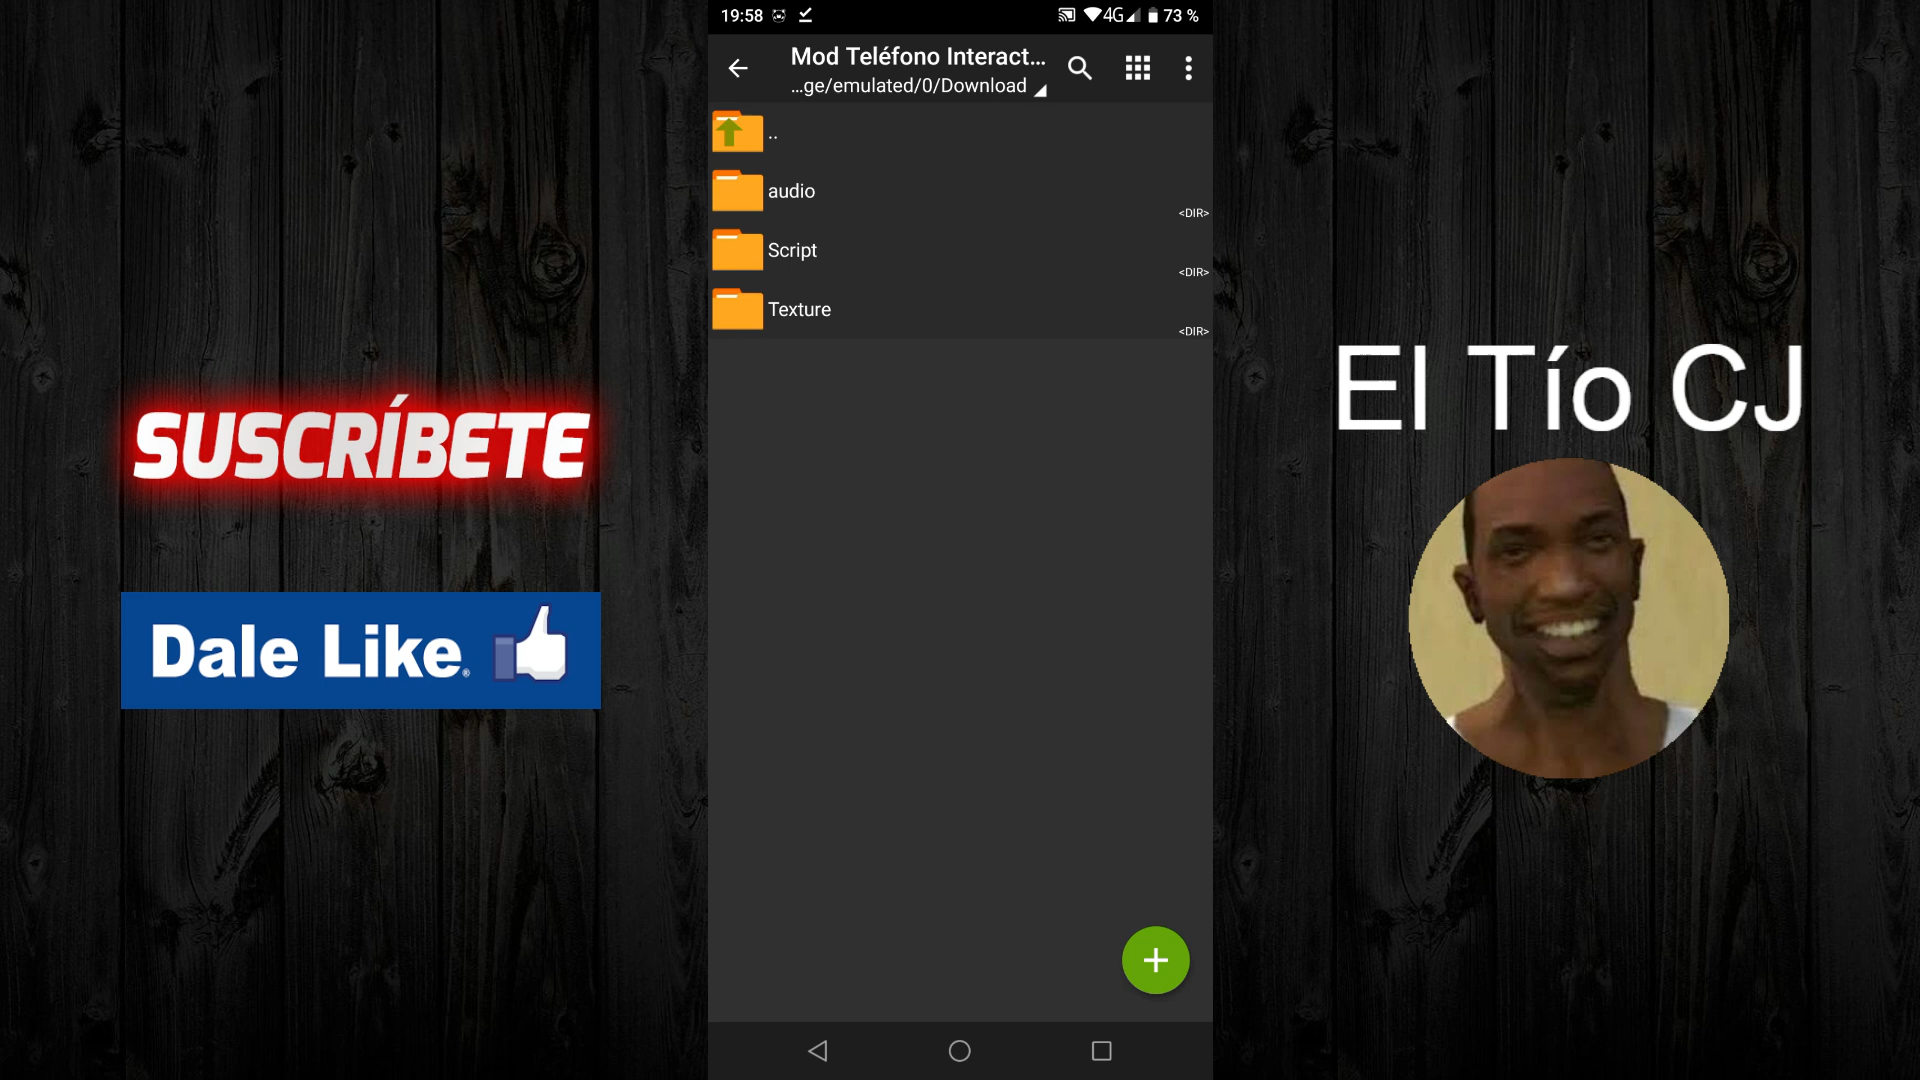 19:58
4G 73 %
Mod Teléfono Interact...
...ge/emulated/0/Download
..
audio
<DIR>
Script
<DIR>
Texture
<DIR>
SUSCRÍBETE
Dale Like®
El Tío CJ